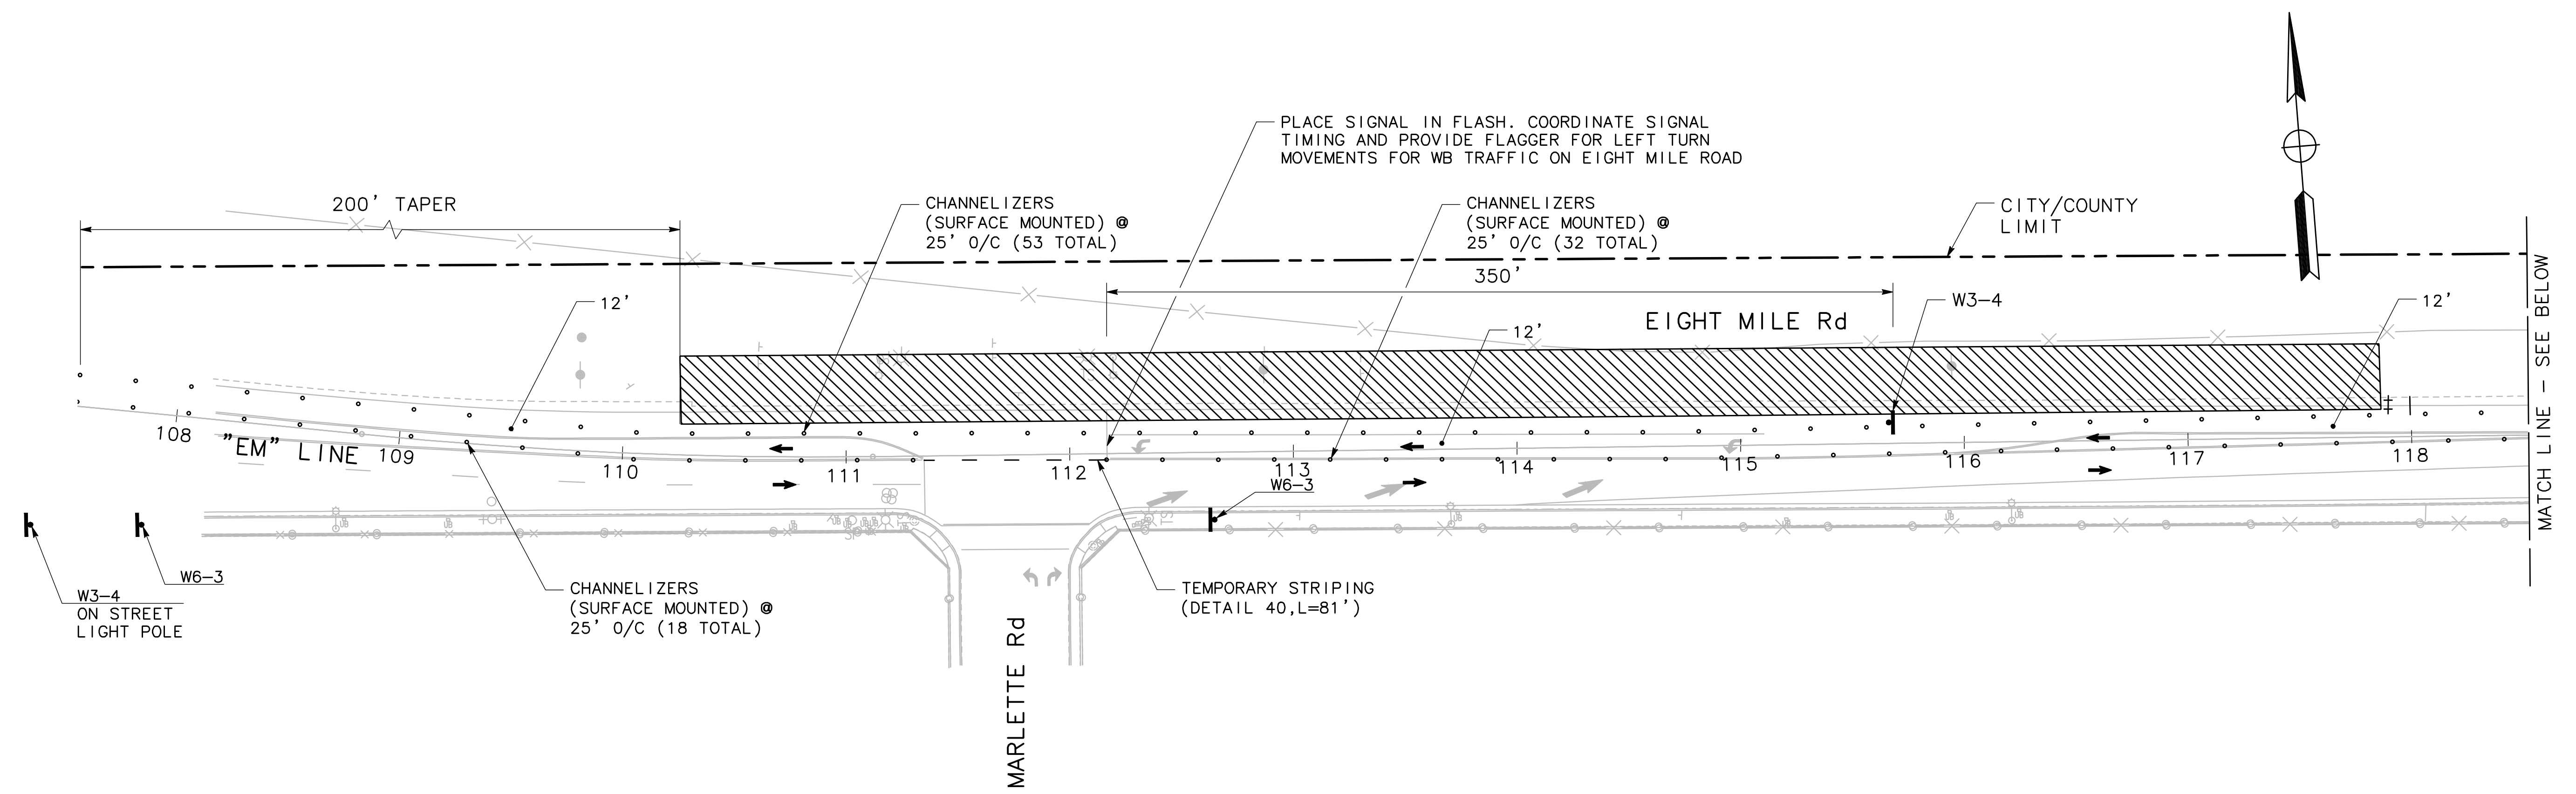 PLACE SIGNAL IN FLASH. COORDINATE SIGNAL
TIMING AND PROVIDE FLAGGER FOR LEFT TURN
MOVEMENTS FOR WB TRAFFIC ON EIGHT MILE ROAD
200' TAPER
CHANNELIZERS
(SURFACE MOUNTED) @
25' O/C (53 TOTAL)
CHANNELIZERS
(SURFACE MOUNTED) @
25' O/C (32 TOTAL)
CITY/COUNTY
LIMIT
350'
12'
12'
W3-4
12'
EIGHT MILE Rd
MATCH LINE - SEE BELOW
108
"EM" LINE
109
110
111
112
113
114
115
116
117
118
W6-3
W6-3
W3-4
ON STREET
LIGHT POLE
CHANNELIZERS
(SURFACE MOUNTED) @
25' O/C (18 TOTAL)
TEMPORARY STRIPING
(DETAIL 40,L=81')
MARLETTE Rd